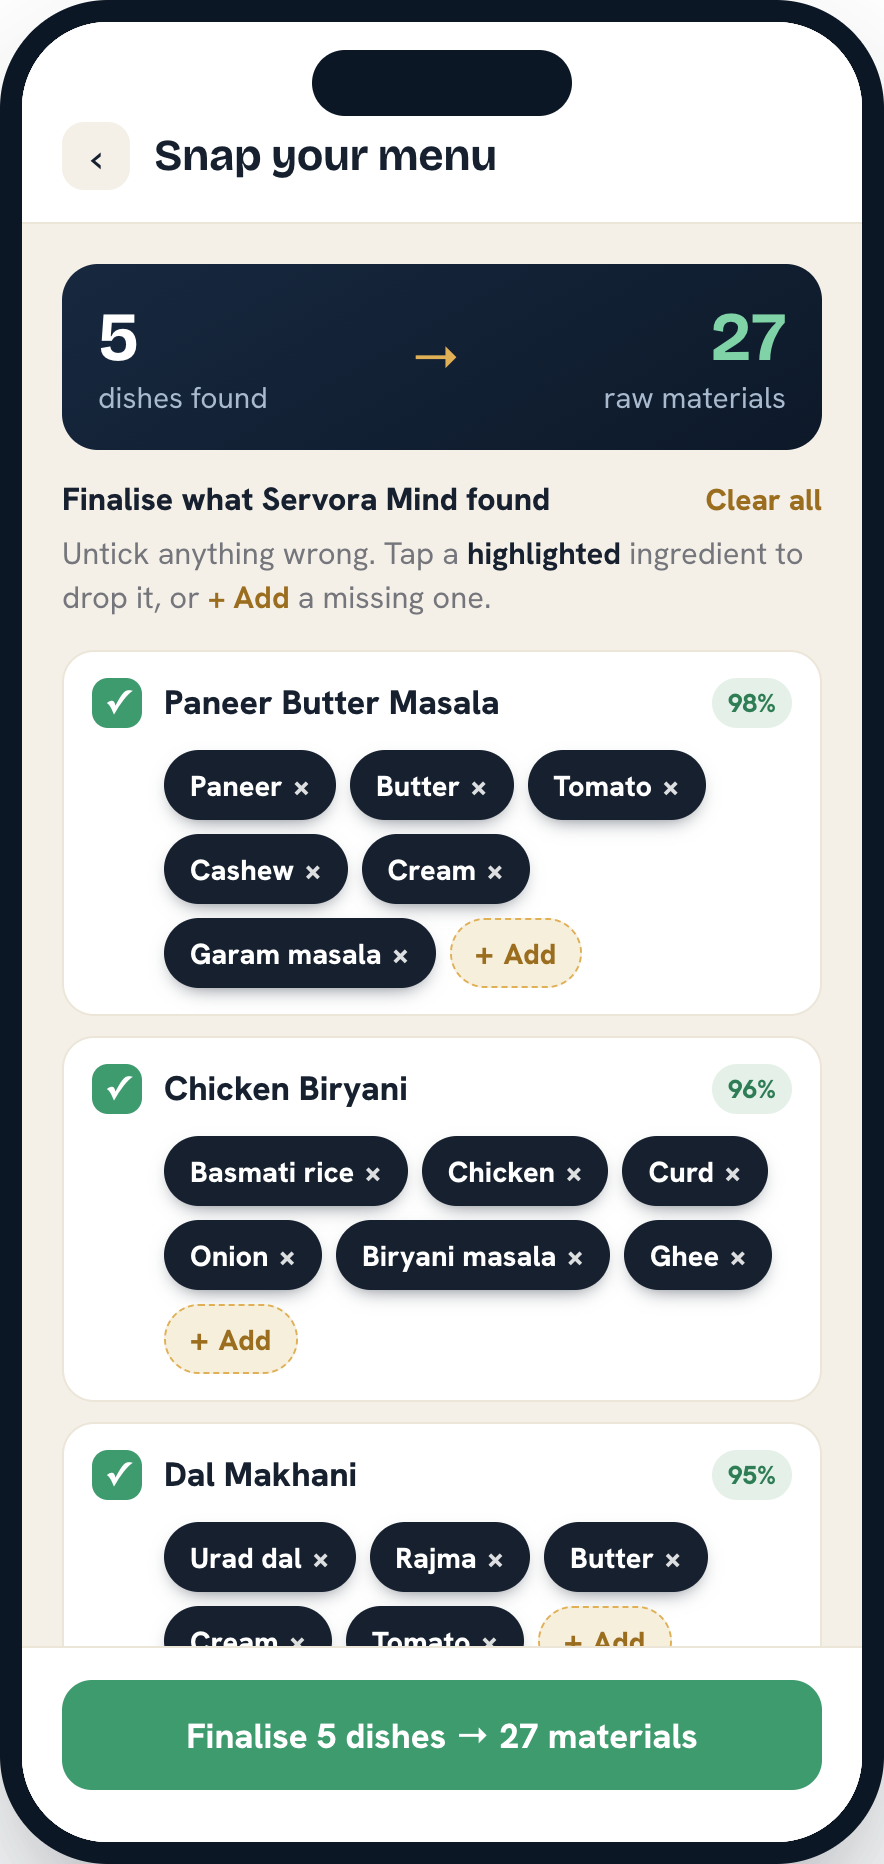 ‹ Snap your menu
5 → 27
dishes found raw materials
Finalise what Servora Mind found Clear all
Untick anything wrong. Tap a highlighted ingredient to
drop it, or + Add a missing one.
✓ Paneer Butter Masala 98%
Paneer × Butter × Tomato ×
Cashew × Cream ×
Garam masala × + Add
✓ Chicken Biryani 96%
Basmati rice × Chicken × Curd ×
Onion × Biryani masala × Ghee ×
+ Add
✓ Dal Makhani 95%
Urad dal × Rajma × Butter ×
Cream × Tomato × + Add
Finalise 5 dishes → 27 materials